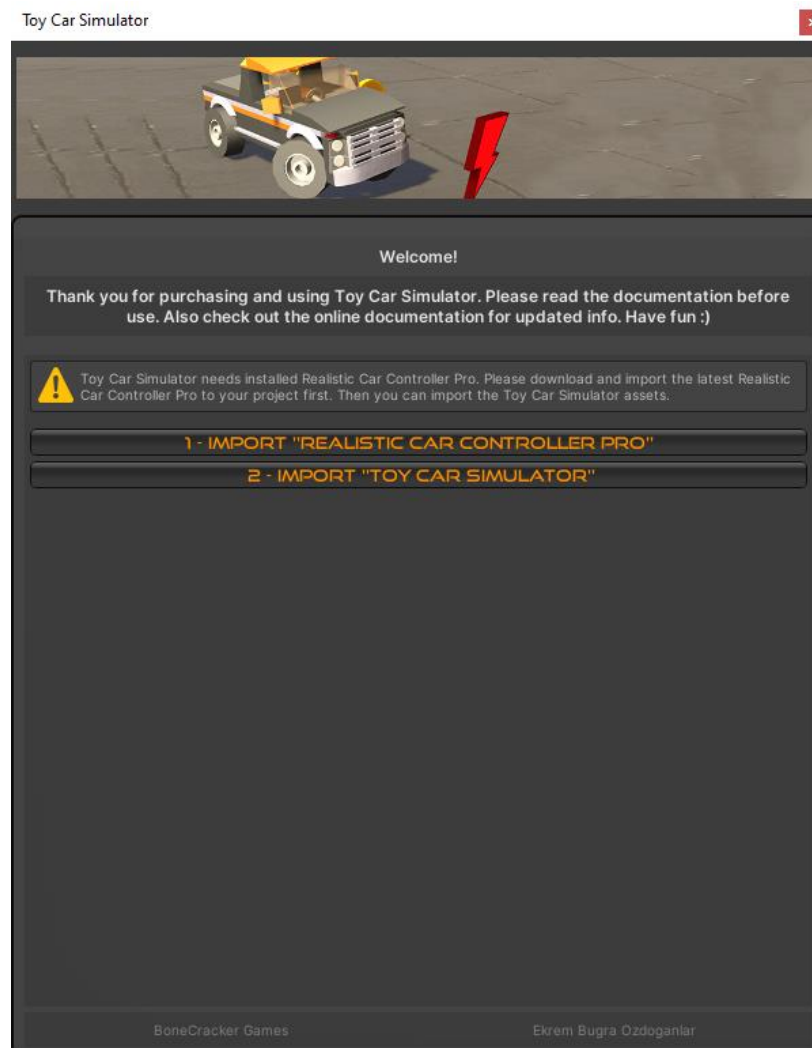 Toy Car Simulator
Welcome!
Thank you for purchasing and using Toy Car Simulator. Please read the documentation before
use. Also check out the online documentation for updated info. Have fun :)
Toy Car Simulator needs installed Realistic Car Controller Pro. Please download and import the latest Realistic
Car Controller Pro to your project first. Then you can import the Toy Car Simulator assets.
1 - IMPORT "REALISTIC CAR CONTROLLER PRO"
2 - IMPORT "TOY CAR SIMULATOR"
BoneCracker Games
Ekrem Bugra Ozdoganlar